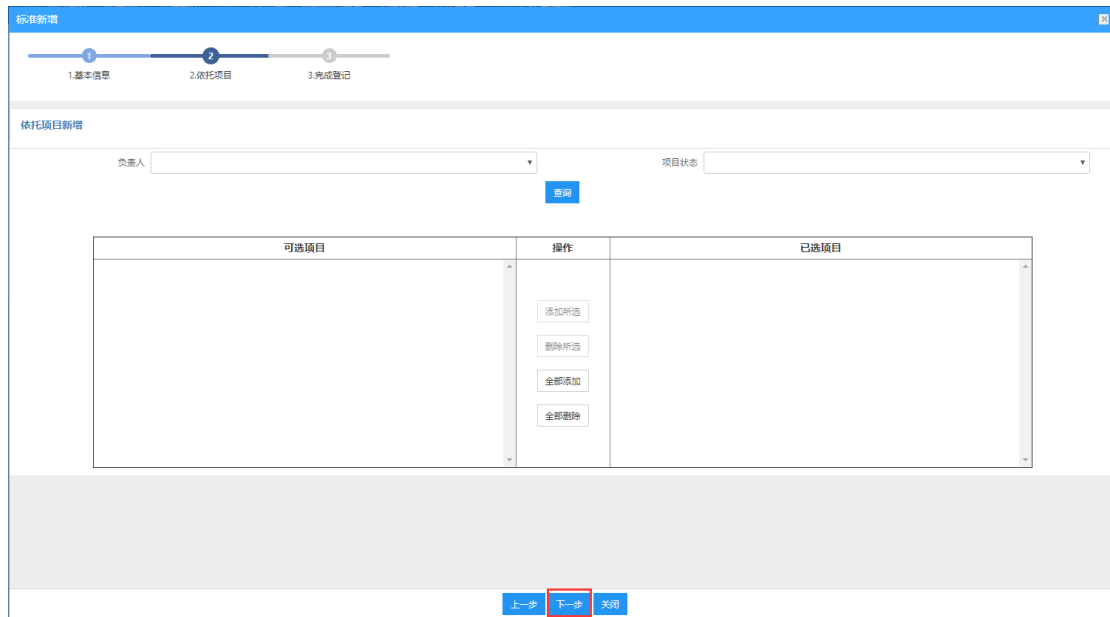 标准新增
1 2 3
1.基本信息 2.依托项目 3.完成登记
依托项目新增
负责人 项目状态
查询
可选项目 操作 已选项目
添加所选
删除所选
全部添加
全部删除
上一步 下一步 关闭